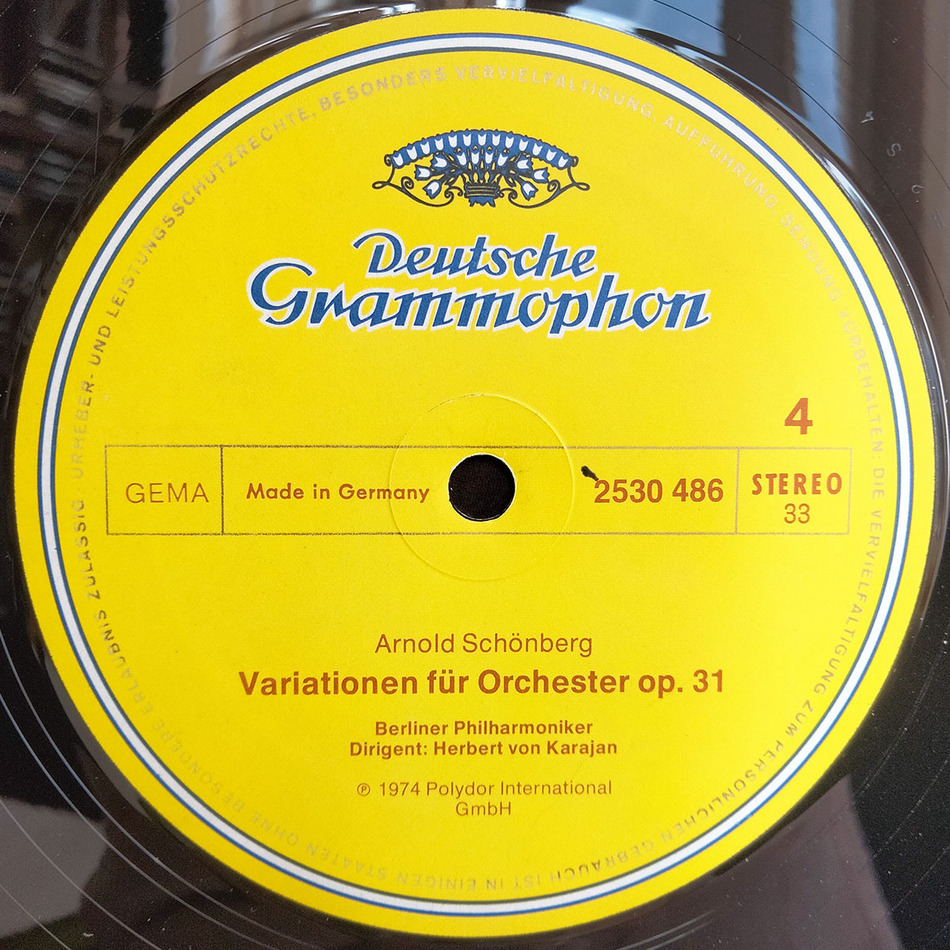 URHEBER- UND LEISTUNGSSCHUTZRECHTE, BESONDERS VERVIELFÄLTIGUNG, AUFFÜHRUNG, SENDUNG, VORBEHALTEN. DIE VERVIELFÄLTIGUNG ZUM PERSÖNLICHEN GEBRAUCH IST IN EINIGEN STAATEN OHNE BESONDERE ERLAUBNIS ZULÄSSIG.
Deutsche
Grammophon
4
GEMA
Made in Germany
2530 486
STEREO
33
Arnold Schönberg
Variationen für Orchester op. 31
Berliner Philharmoniker
Dirigent: Herbert von Karajan
℗ 1974 Polydor International
GmbH